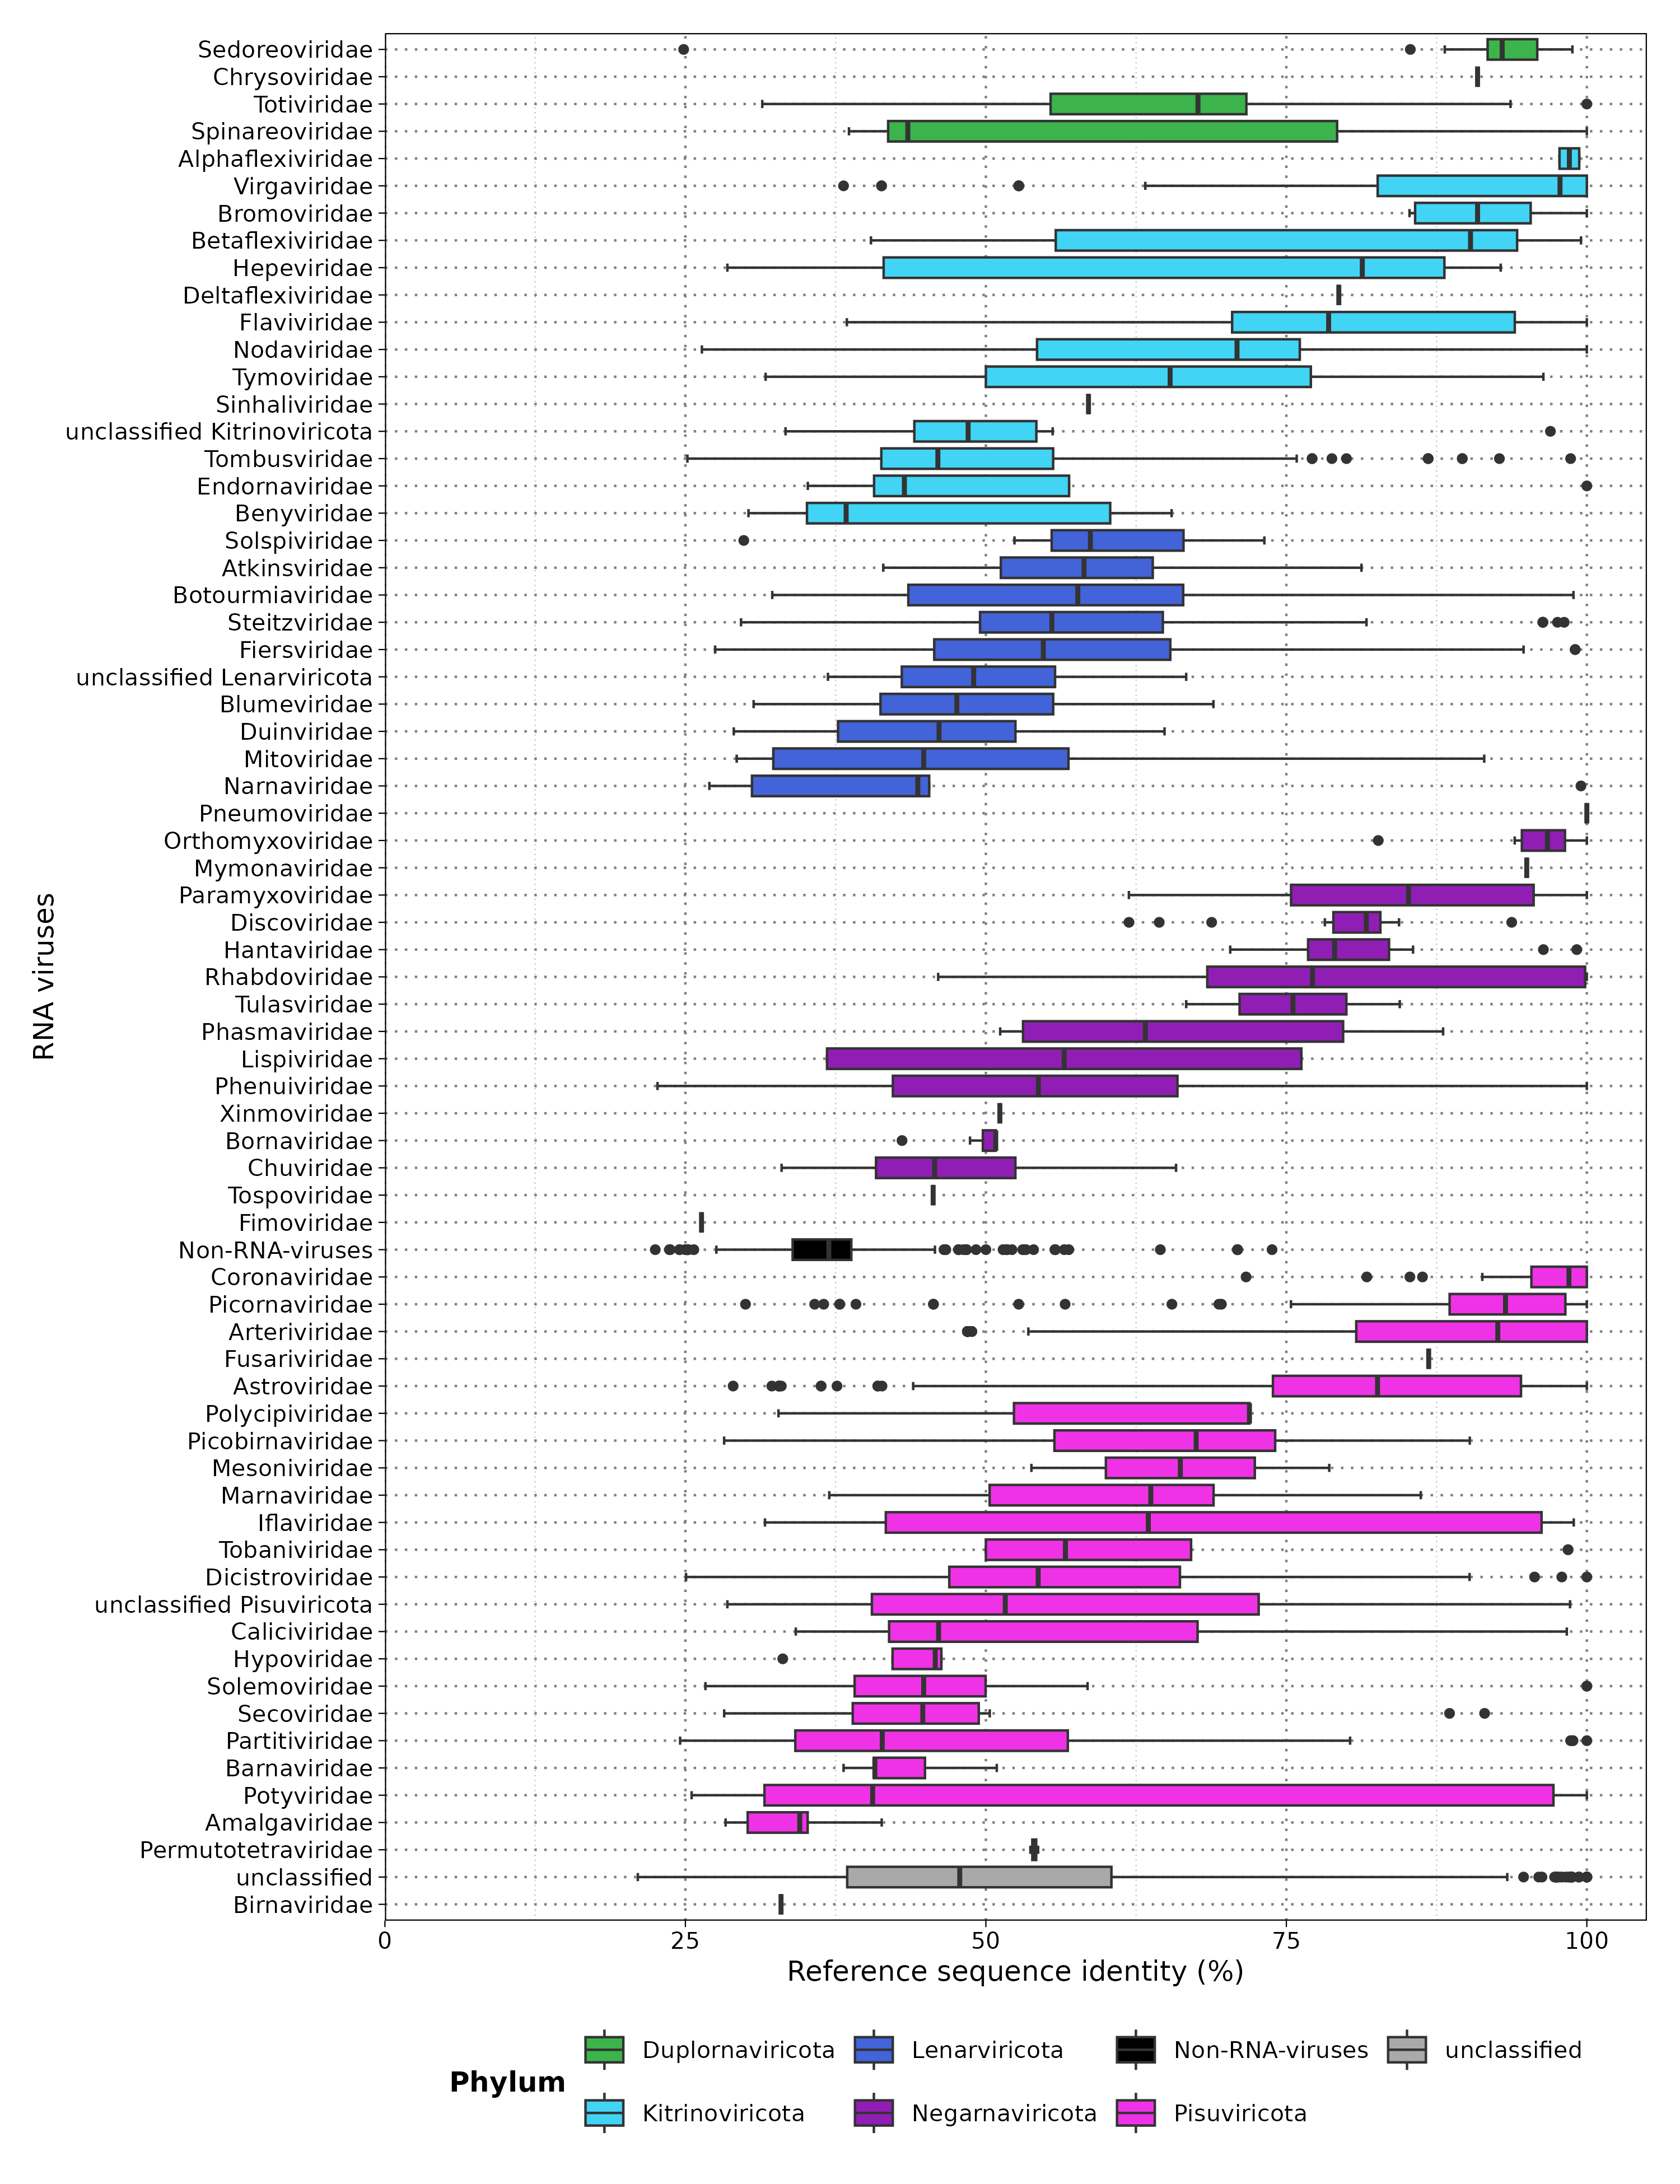 Sedoreoviridae
Chrysoviridae
Totiviridae
Spinareoviridae
Alphaflexiviridae
Virgaviridae
Bromoviridae
Betaflexiviridae
Hepeviridae
Deltaflexiviridae
Flaviviridae
Nodaviridae
Tymoviridae
Sinhaliviridae
unclassified Kitrinoviricota
Tombusviridae
Endornaviridae
Benyviridae
Solspiviridae
Atkinsviridae
Botourmiaviridae
Steitzviridae
Fiersviridae
unclassified Lenarviricota
Blumeviridae
Duinviridae
Mitoviridae
Narnaviridae
Pneumoviridae
Orthomyxoviridae
Mymonaviridae
Paramyxoviridae
Discoviridae
Hantaviridae
Rhabdoviridae
Tulasviridae
Phasmaviridae
Lispiviridae
Phenuiviridae
Xinmoviridae
Bornaviridae
Chuviridae
Tospoviridae
Fimoviridae
Non-RNA-viruses
Coronaviridae
Picornaviridae
Arteriviridae
Fusariviridae
Astroviridae
Polycipiviridae
Picobirnaviridae
Mesoniviridae
Marnaviridae
Iflaviridae
Tobaniviridae
Dicistroviridae
unclassified Pisuviricota
Caliciviridae
Hypoviridae
Solemoviridae
Secoviridae
Partitiviridae
Barnaviridae
Potyviridae
Amalgaviridae
Permutotetraviridae
unclassified
Birnaviridae
RNA viruses
0 25 50 75 100
Reference sequence identity (%)
Phylum
Duplornaviricota Lenarviricota Non-RNA-viruses unclassified
Kitrinoviricota Negarnaviricota Pisuviricota